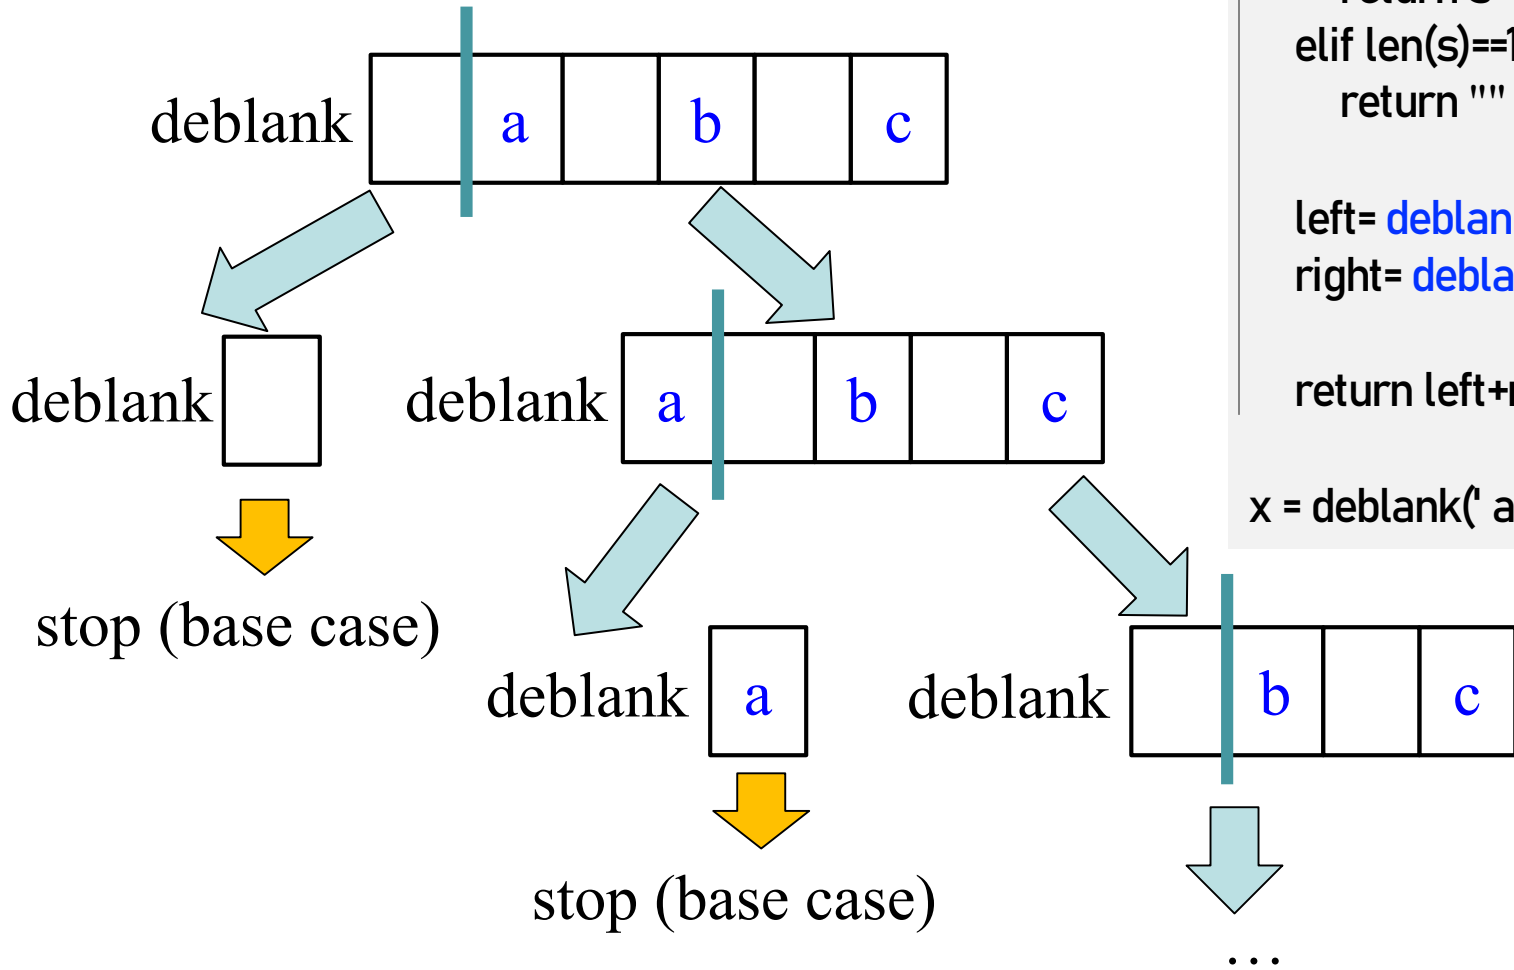 elif len(s)==1
return ""
left= deblan
right= debla
return left+
x = deblank(' a
deblank a b c
deblank
deblank a b c
stop (base case)
deblank a
deblank b c
stop (base case)
...